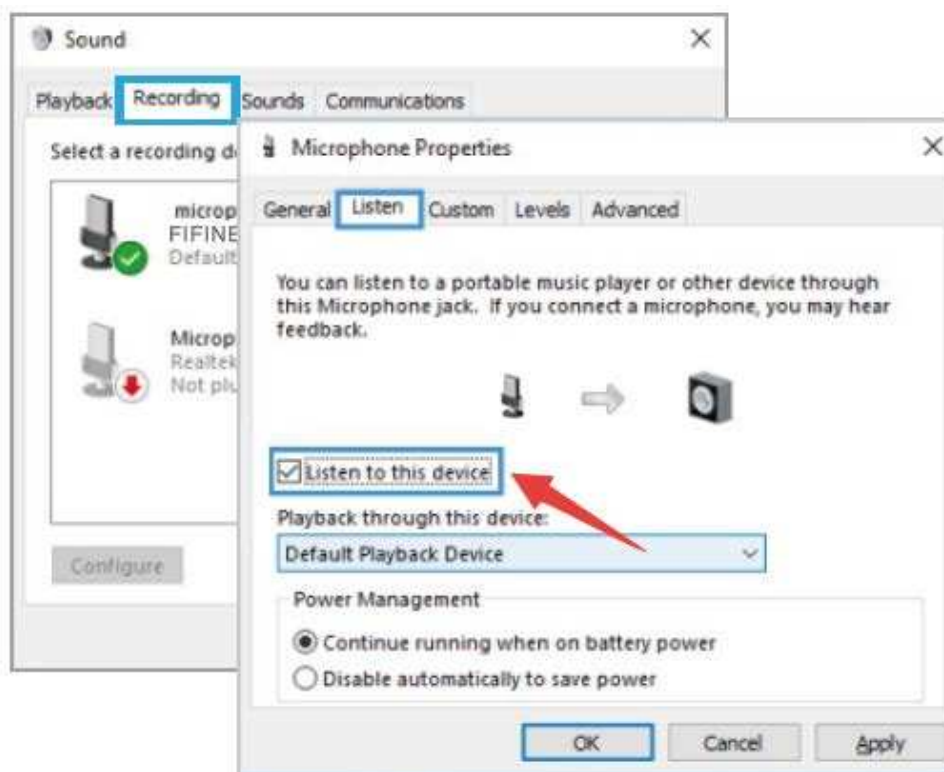 Sound
Playback Recording Sounds Communications
Select a recording d
microp
FIFINE
Default
Microp
Realtek
Not plu
Configure
Microphone Properties
General Listen Custom Levels Advanced
You can listen to a portable music player or other device through
this Microphone jack. If you connect a microphone, you may hear
feedback.
Listen to this device
Playback through this device:
Default Playback Device
Power Management
Continue running when on battery power
Disable automatically to save power
OK Cancel Apply